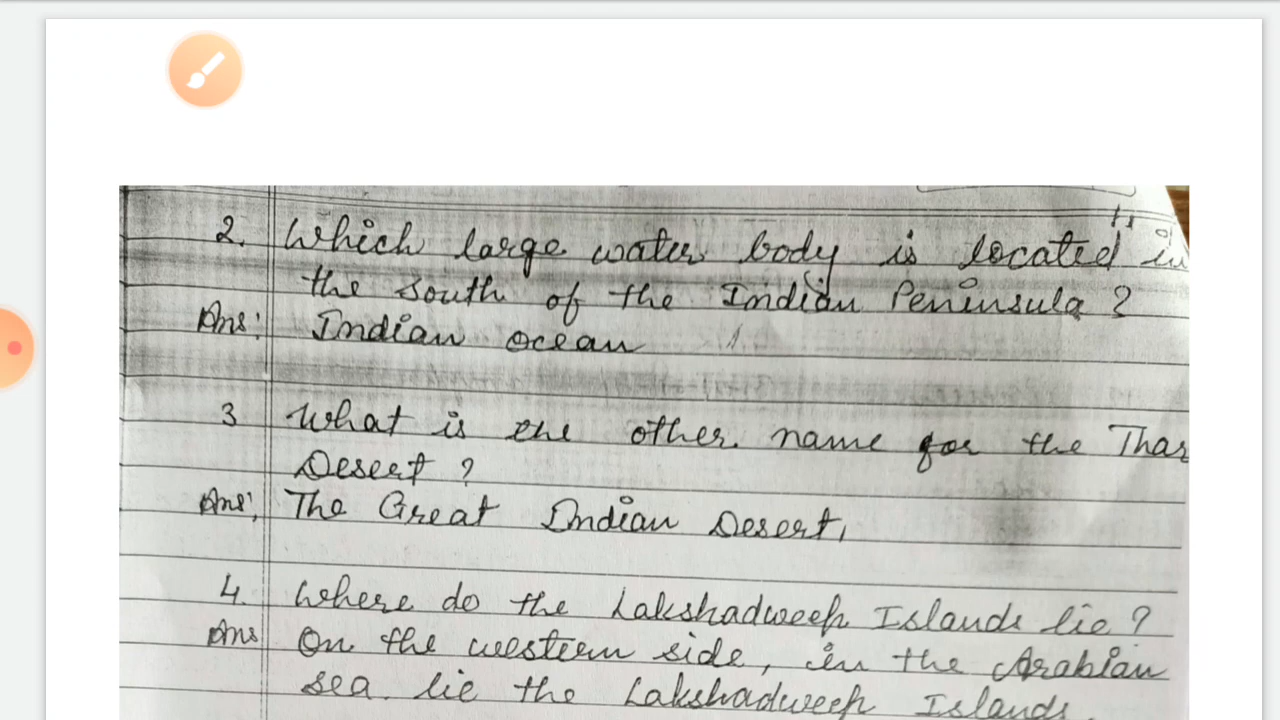 2. Which large water body is located in
the south of the Indian Peninsula ?
Ans: Indian ocean
3 What is the other name for the Thar
Desert ?
Ans: The Great Indian Desert,
4. Where do the Lakshadweep Islands lie ?
Ans On the western side, in the Arabian
sea. lie the Lakshadweep Islands.